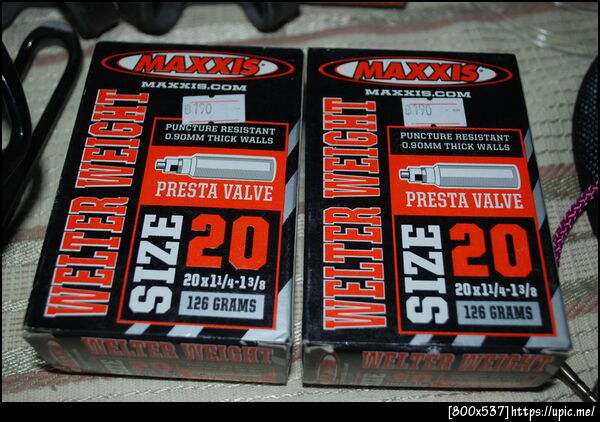 MAXXIS
MAXXIS.COM
190
WELTER WEIGHT
PUNCTURE RESISTANT
0.90MM THICK WALLS
PRESTA VALVE
SIZE 20
20x1 1/4-1 3/8
126 GRAMS
WELTER WEIGHT
MAXXIS
MAXXIS.COM
190
WELTER WEIGHT
PUNCTURE RESISTANT
0.90MM THICK WALLS
PRESTA VALVE
SIZE 20
20x1 1/4-1 3/8
126 GRAMS
WELTER WEIGHT
[800x537] https://upic.me/